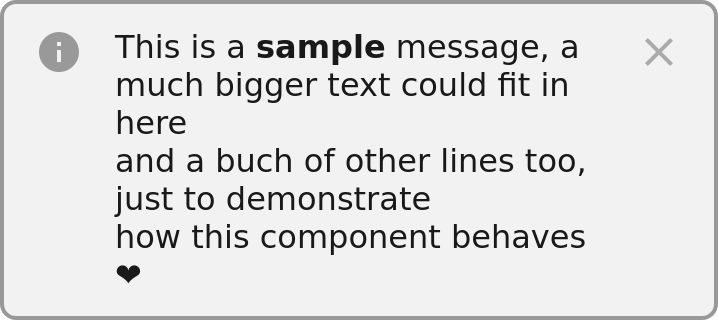 This is a sample message, a
much bigger text could fit in
here
and a buch of other lines too,
just to demonstrate
how this component behaves
❤